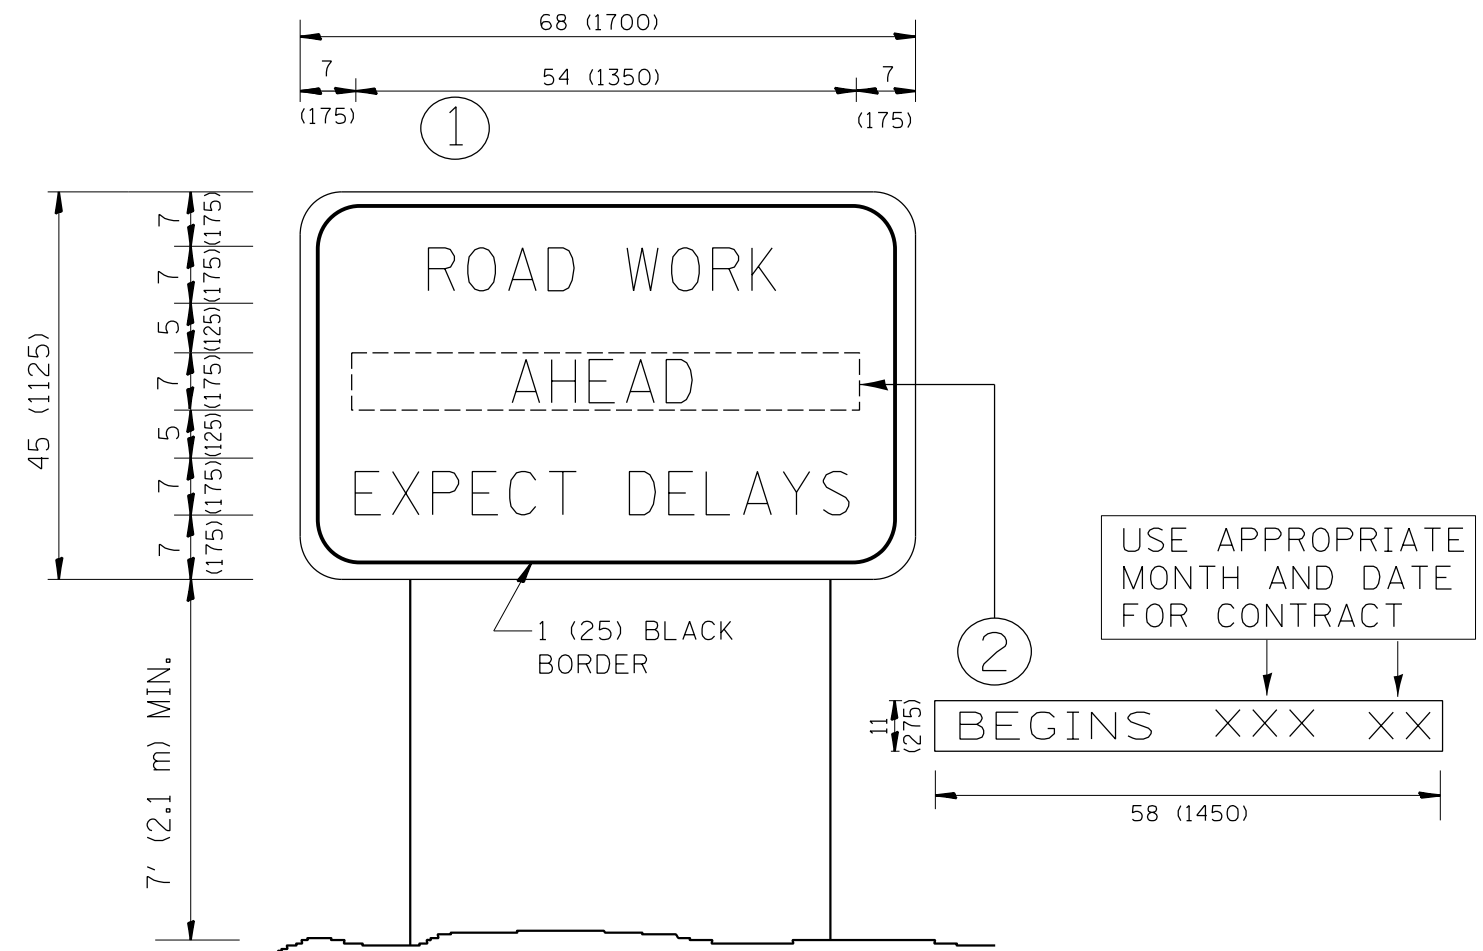 68 (1700)
7
54 (1350)
7
(175)
(175)
1
45 (1125)
7
(175)
7
(175)
5
(125)
7
(175)
5
(125)
7
(175)
7
(175)
ROAD WORK
AHEAD
EXPECT DELAYS
1 (25) BLACK
BORDER
7' (2.1 m) MIN.
2
USE APPROPRIATE
MONTH AND DATE
FOR CONTRACT
11
(275)
BEGINS XXX XX
58 (1450)